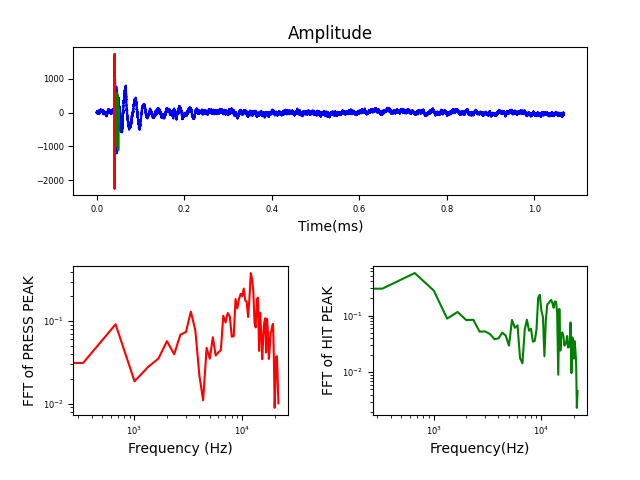 Amplitude
1000
0
−1000
−2000
0.0 0.2 0.4 0.6 0.8 1.0
Time(ms)
FFT of PRESS PEAK
10⁻¹
10⁻²
10³ 10⁴
Frequency (Hz)
FFT of HIT PEAK
10⁻¹
10⁻²
10³ 10⁴
Frequency(Hz)